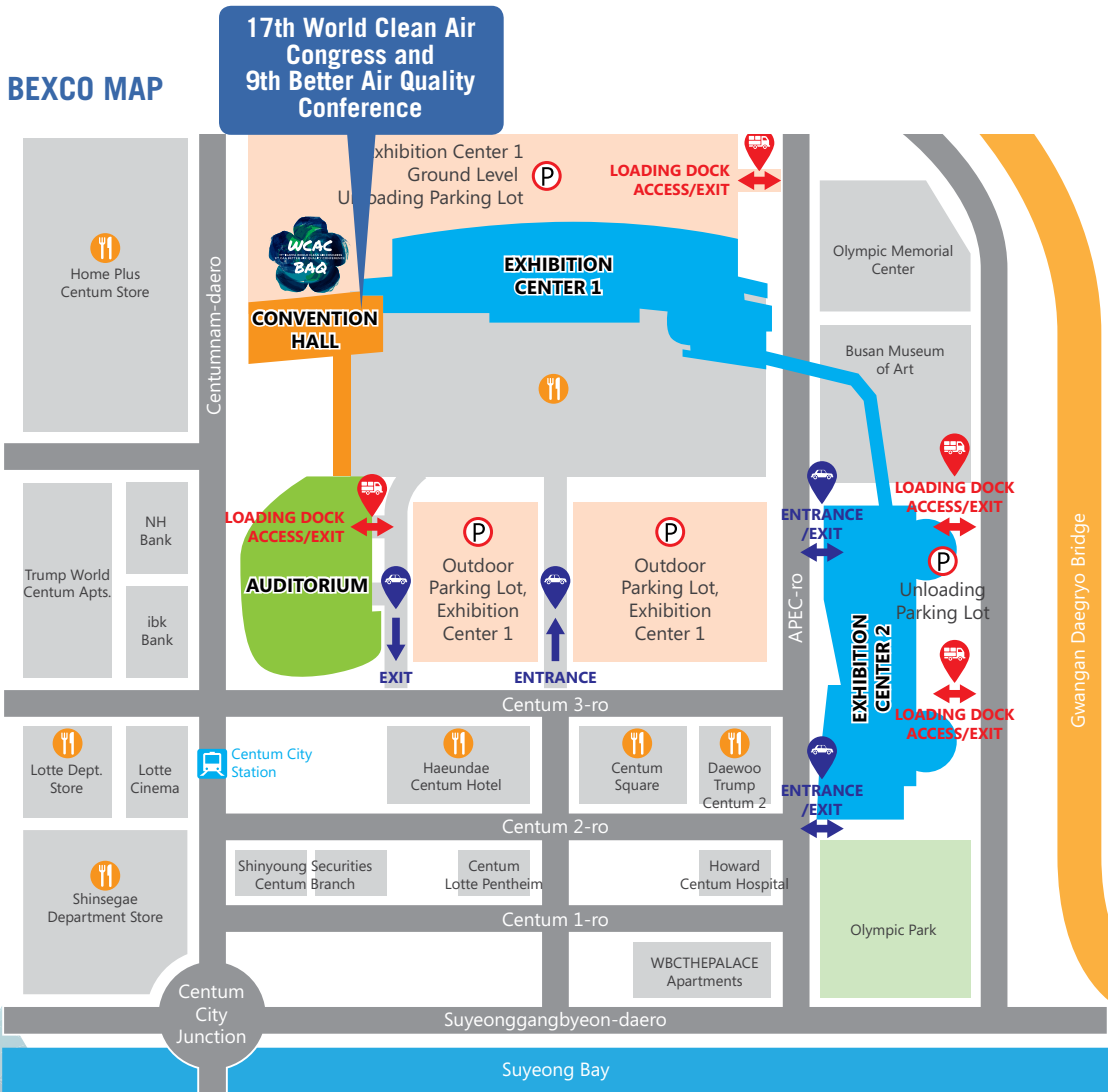 17th World Clean Air
Congress and
9th Better Air Quality
Conference
BEXCO MAP
Exhibition Center 1
Ground Level
Unloading Parking Lot
P
LOADING DOCK
ACCESS/EXIT
WCAC
BAQ
EXHIBITION
CENTER 1
CONVENTION
HALL
Home Plus
Centum Store
Centumnam-daero
Olympic Memorial
Center
Busan Museum
of Art
Gwangan Daegryo Bridge
NH
Bank
Trump World
Centum Apts.
ibk
Bank
LOADING DOCK
ACCESS/EXIT
AUDITORIUM
P
Outdoor
Parking Lot,
Exhibition
Center 1
P
Outdoor
Parking Lot,
Exhibition
Center 1
EXIT
ENTRANCE
APEC-ro
ENTRANCE
/EXIT
LOADING DOCK
ACCESS/EXIT
P
Unloading
Parking Lot
EXHIBITION
CENTER 2
LOADING DOCK
ACCESS/EXIT
ENTRANCE
/EXIT
Centum 3-ro
Lotte Dept.
Store
Lotte
Cinema
Centum City
Station
Haeundae
Centum Hotel
Centum
Square
Daewoo
Trump
Centum 2
Centum 2-ro
Shinyoung Securities
Centum Branch
Centum
Lotte Pentheim
Howard
Centum Hospital
Shinsegae
Department Store
Centum 1-ro
Olympic Park
WBCTHEPALACE
Apartments
Centum
City
Junction
Suyeonggangbyeon-daero
Suyeong Bay